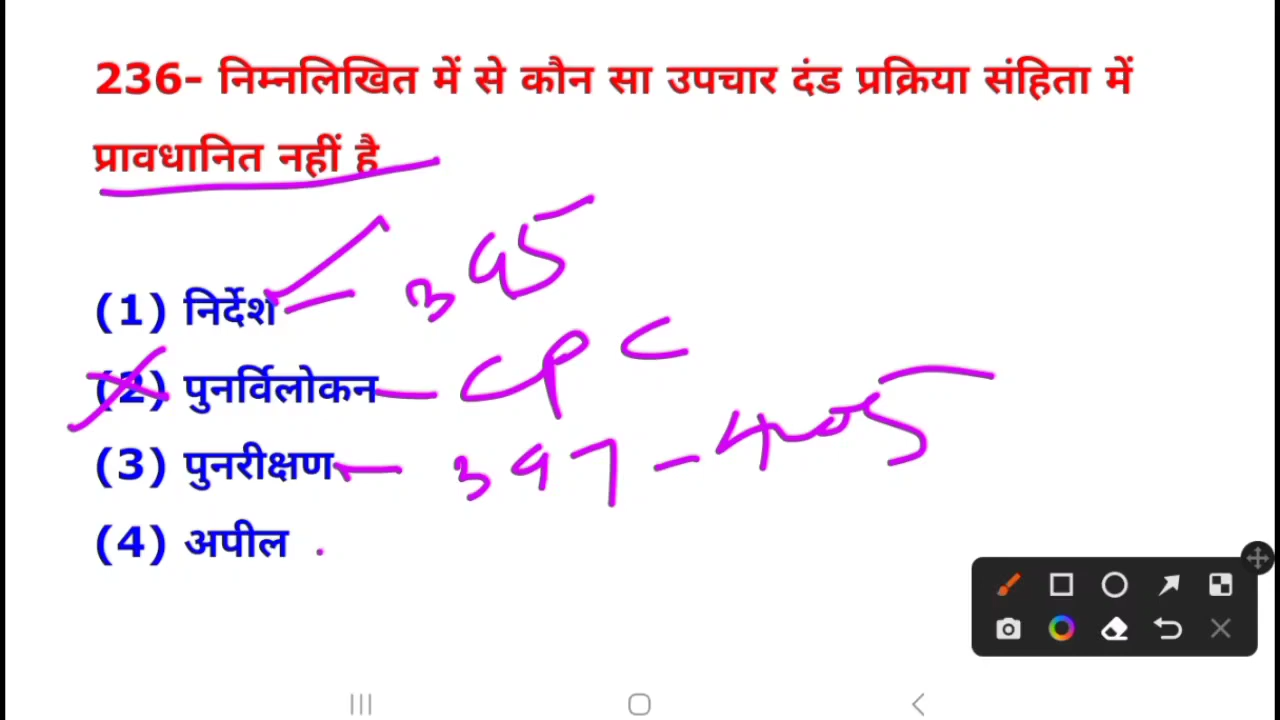 236- निम्नलिखित में से कौन सा उपचार दंड प्रक्रिया संहिता में
प्रावधानित नहीं है
(1) निर्देश 395
(2) पुनर्विलोकन CPC
(3) पुनरीक्षण 397-405
(4) अपील